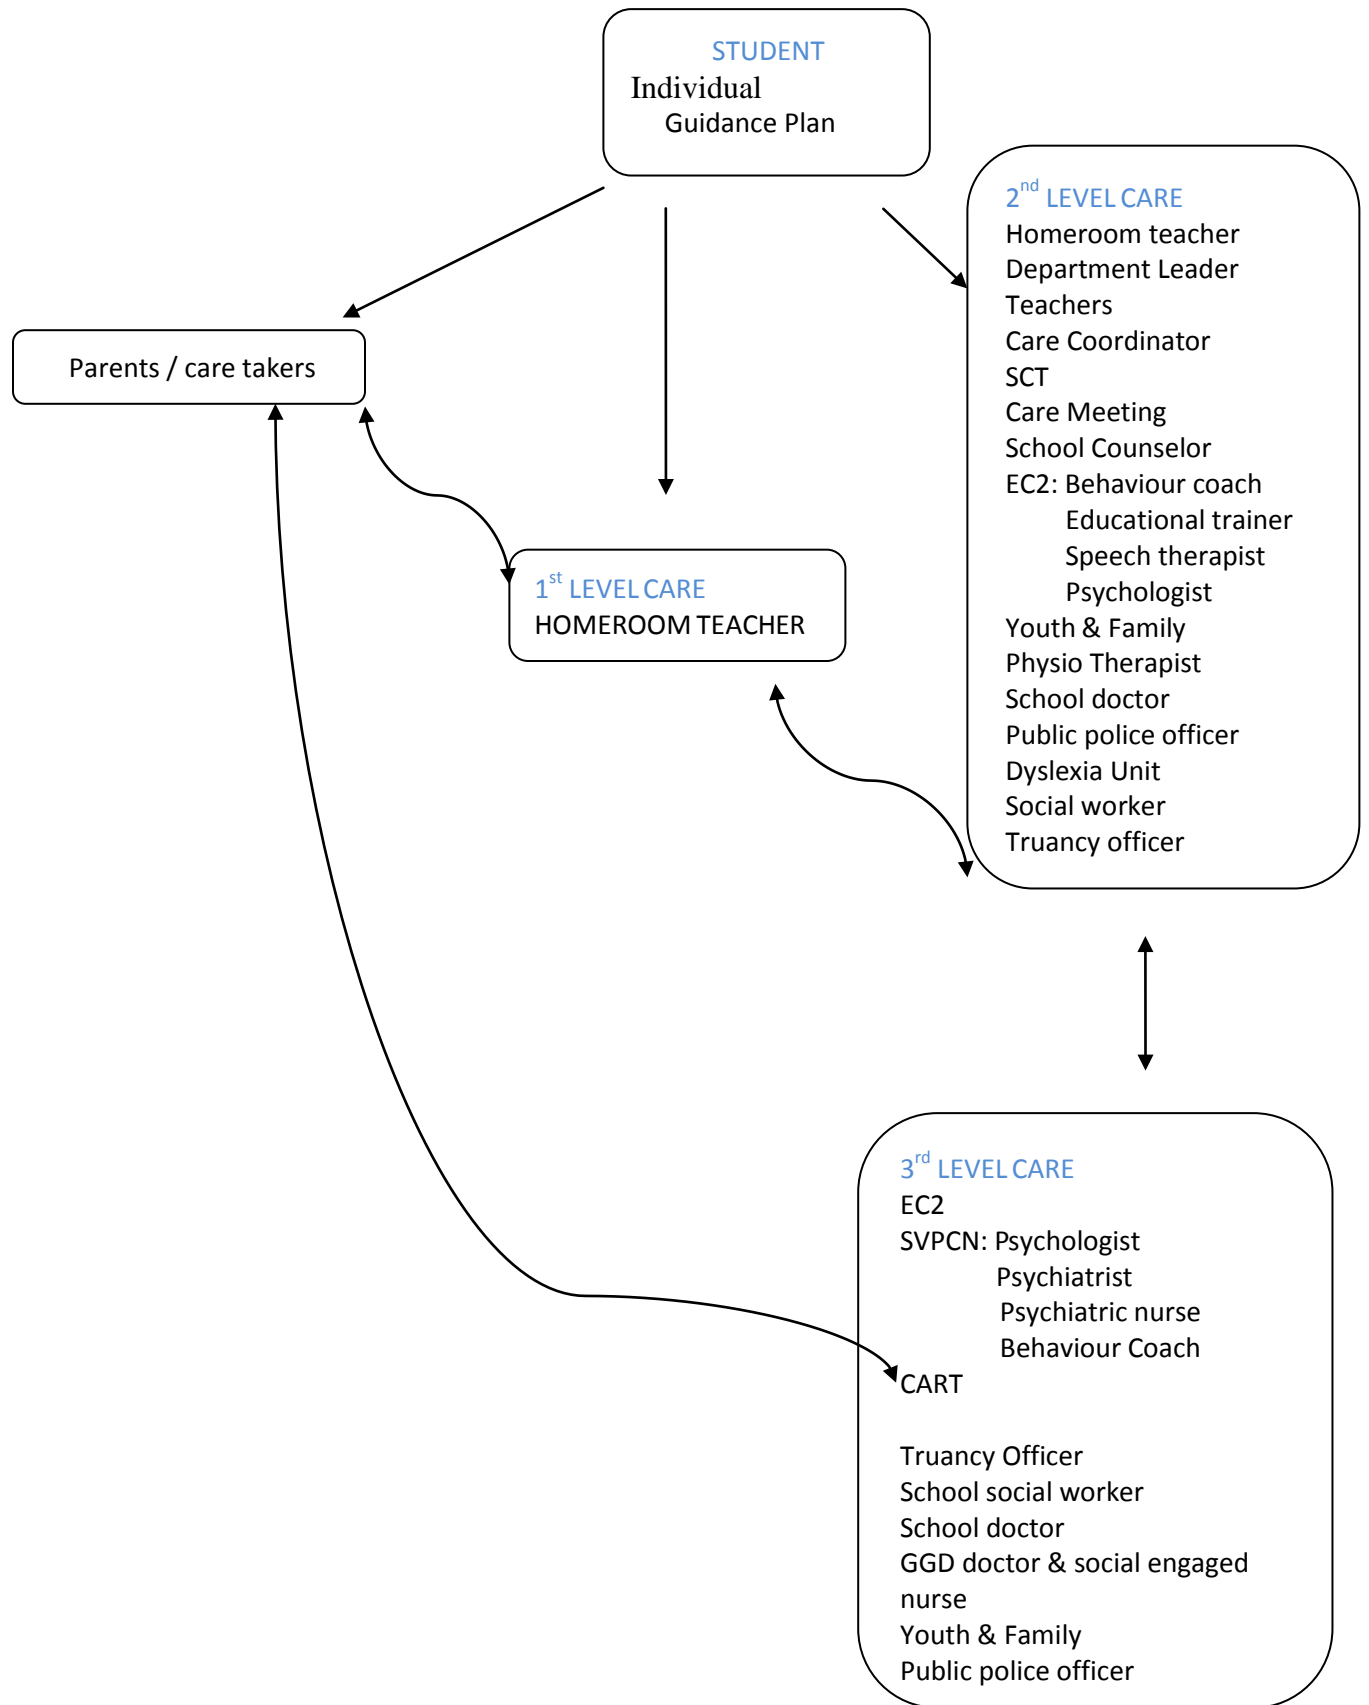 STUDENT
Individual
Guidance Plan
2nd LEVEL CARE
Homeroom teacher
Department Leader
Teachers
Care Coordinator
SCT
Care Meeting
School Counselor
EC2: Behaviour coach
Educational trainer
Speech therapist
Psychologist
Youth & Family
Physio Therapist
School doctor
Public police officer
Dyslexia Unit
Social worker
Truancy officer
Parents / care takers
1st LEVEL CARE
HOMEROOM TEACHER
3rd LEVEL CARE
EC2
SVPCN: Psychologist
Psychiatrist
Psychiatric nurse
Behaviour Coach
CART
Truancy Officer
School social worker
School doctor
GGD doctor & social engaged
nurse
Youth & Family
Public police officer